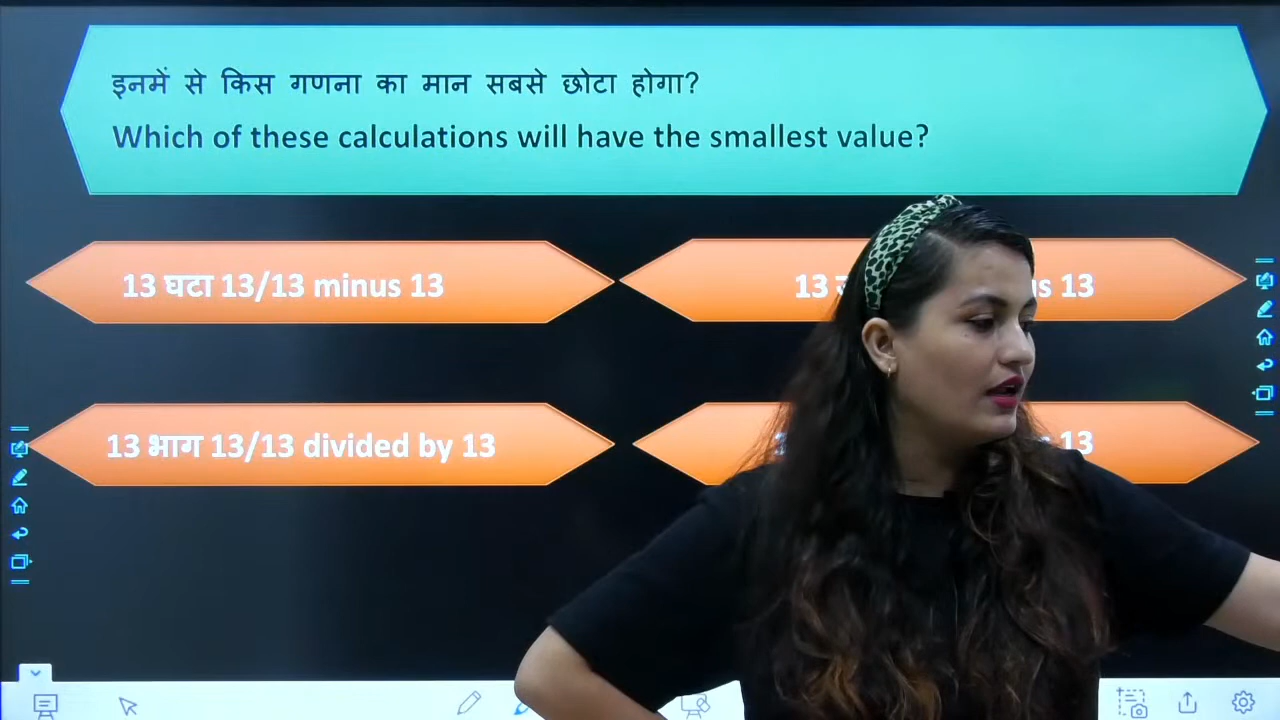 इनमें से किस गणना का मान सबसे छोटा होगा?
Which of these calculations will have the smallest value?
13 घटा 13/13 minus 13
13 13
13 भाग 13/13 divided by 13
13